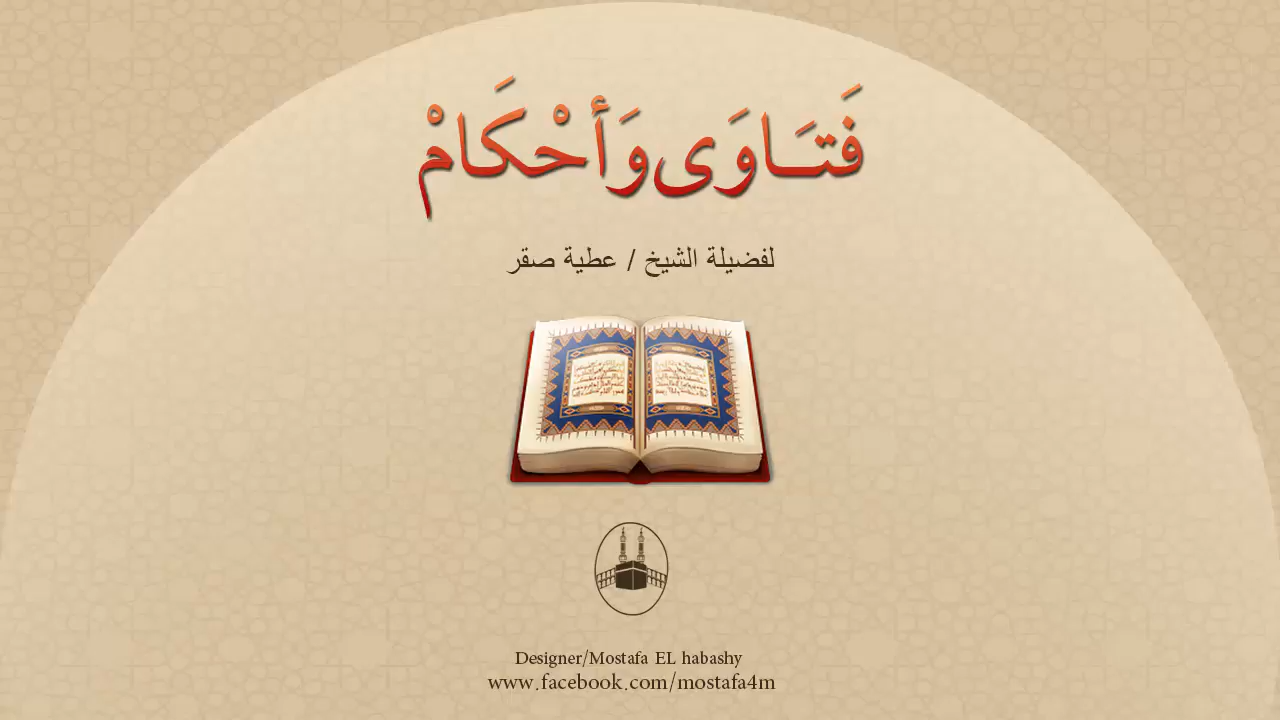 فَتَـاوَى وَأَحْكَامْ
لفضيلة الشيخ / عطية صقر
Designer/Mostafa EL habashy
www.facebook.com/mostafa4m